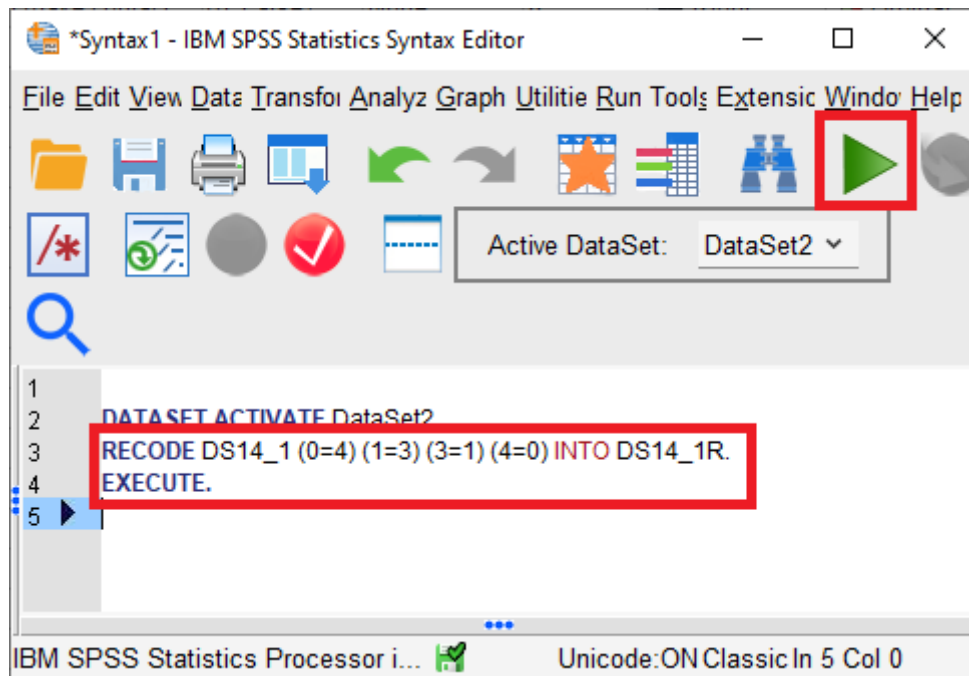 *Syntax1 - IBM SPSS Statistics Syntax Editor
File Edit View Data Transfor Analyz Graph Utilitie Run Tools Extensic Windo Help
/*
Active DataSet: DataSet2
1
2 DATASET ACTIVATE DataSet2
3 RECODE DS14_1 (0=4) (1=3) (3=1) (4=0) INTO DS14_1R.
4 EXECUTE.
5
IBM SPSS Statistics Processor i... Unicode:ON Classic In 5 Col 0